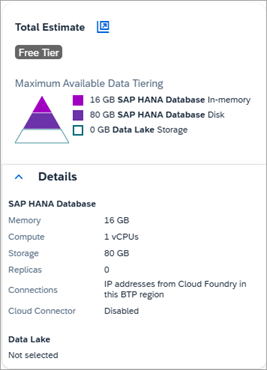 Total Estimate
Free Tier
Maximum Available Data Tiering
16 GB SAP HANA Database In-memory
80 GB SAP HANA Database Disk
0 GB Data Lake Storage
Details
SAP HANA Database
Memory 16 GB
Compute 1 vCPUs
Storage 80 GB
Replicas 0
Connections IP addresses from Cloud Foundry in
this BTP region
Cloud Connector Disabled
Data Lake
Not selected